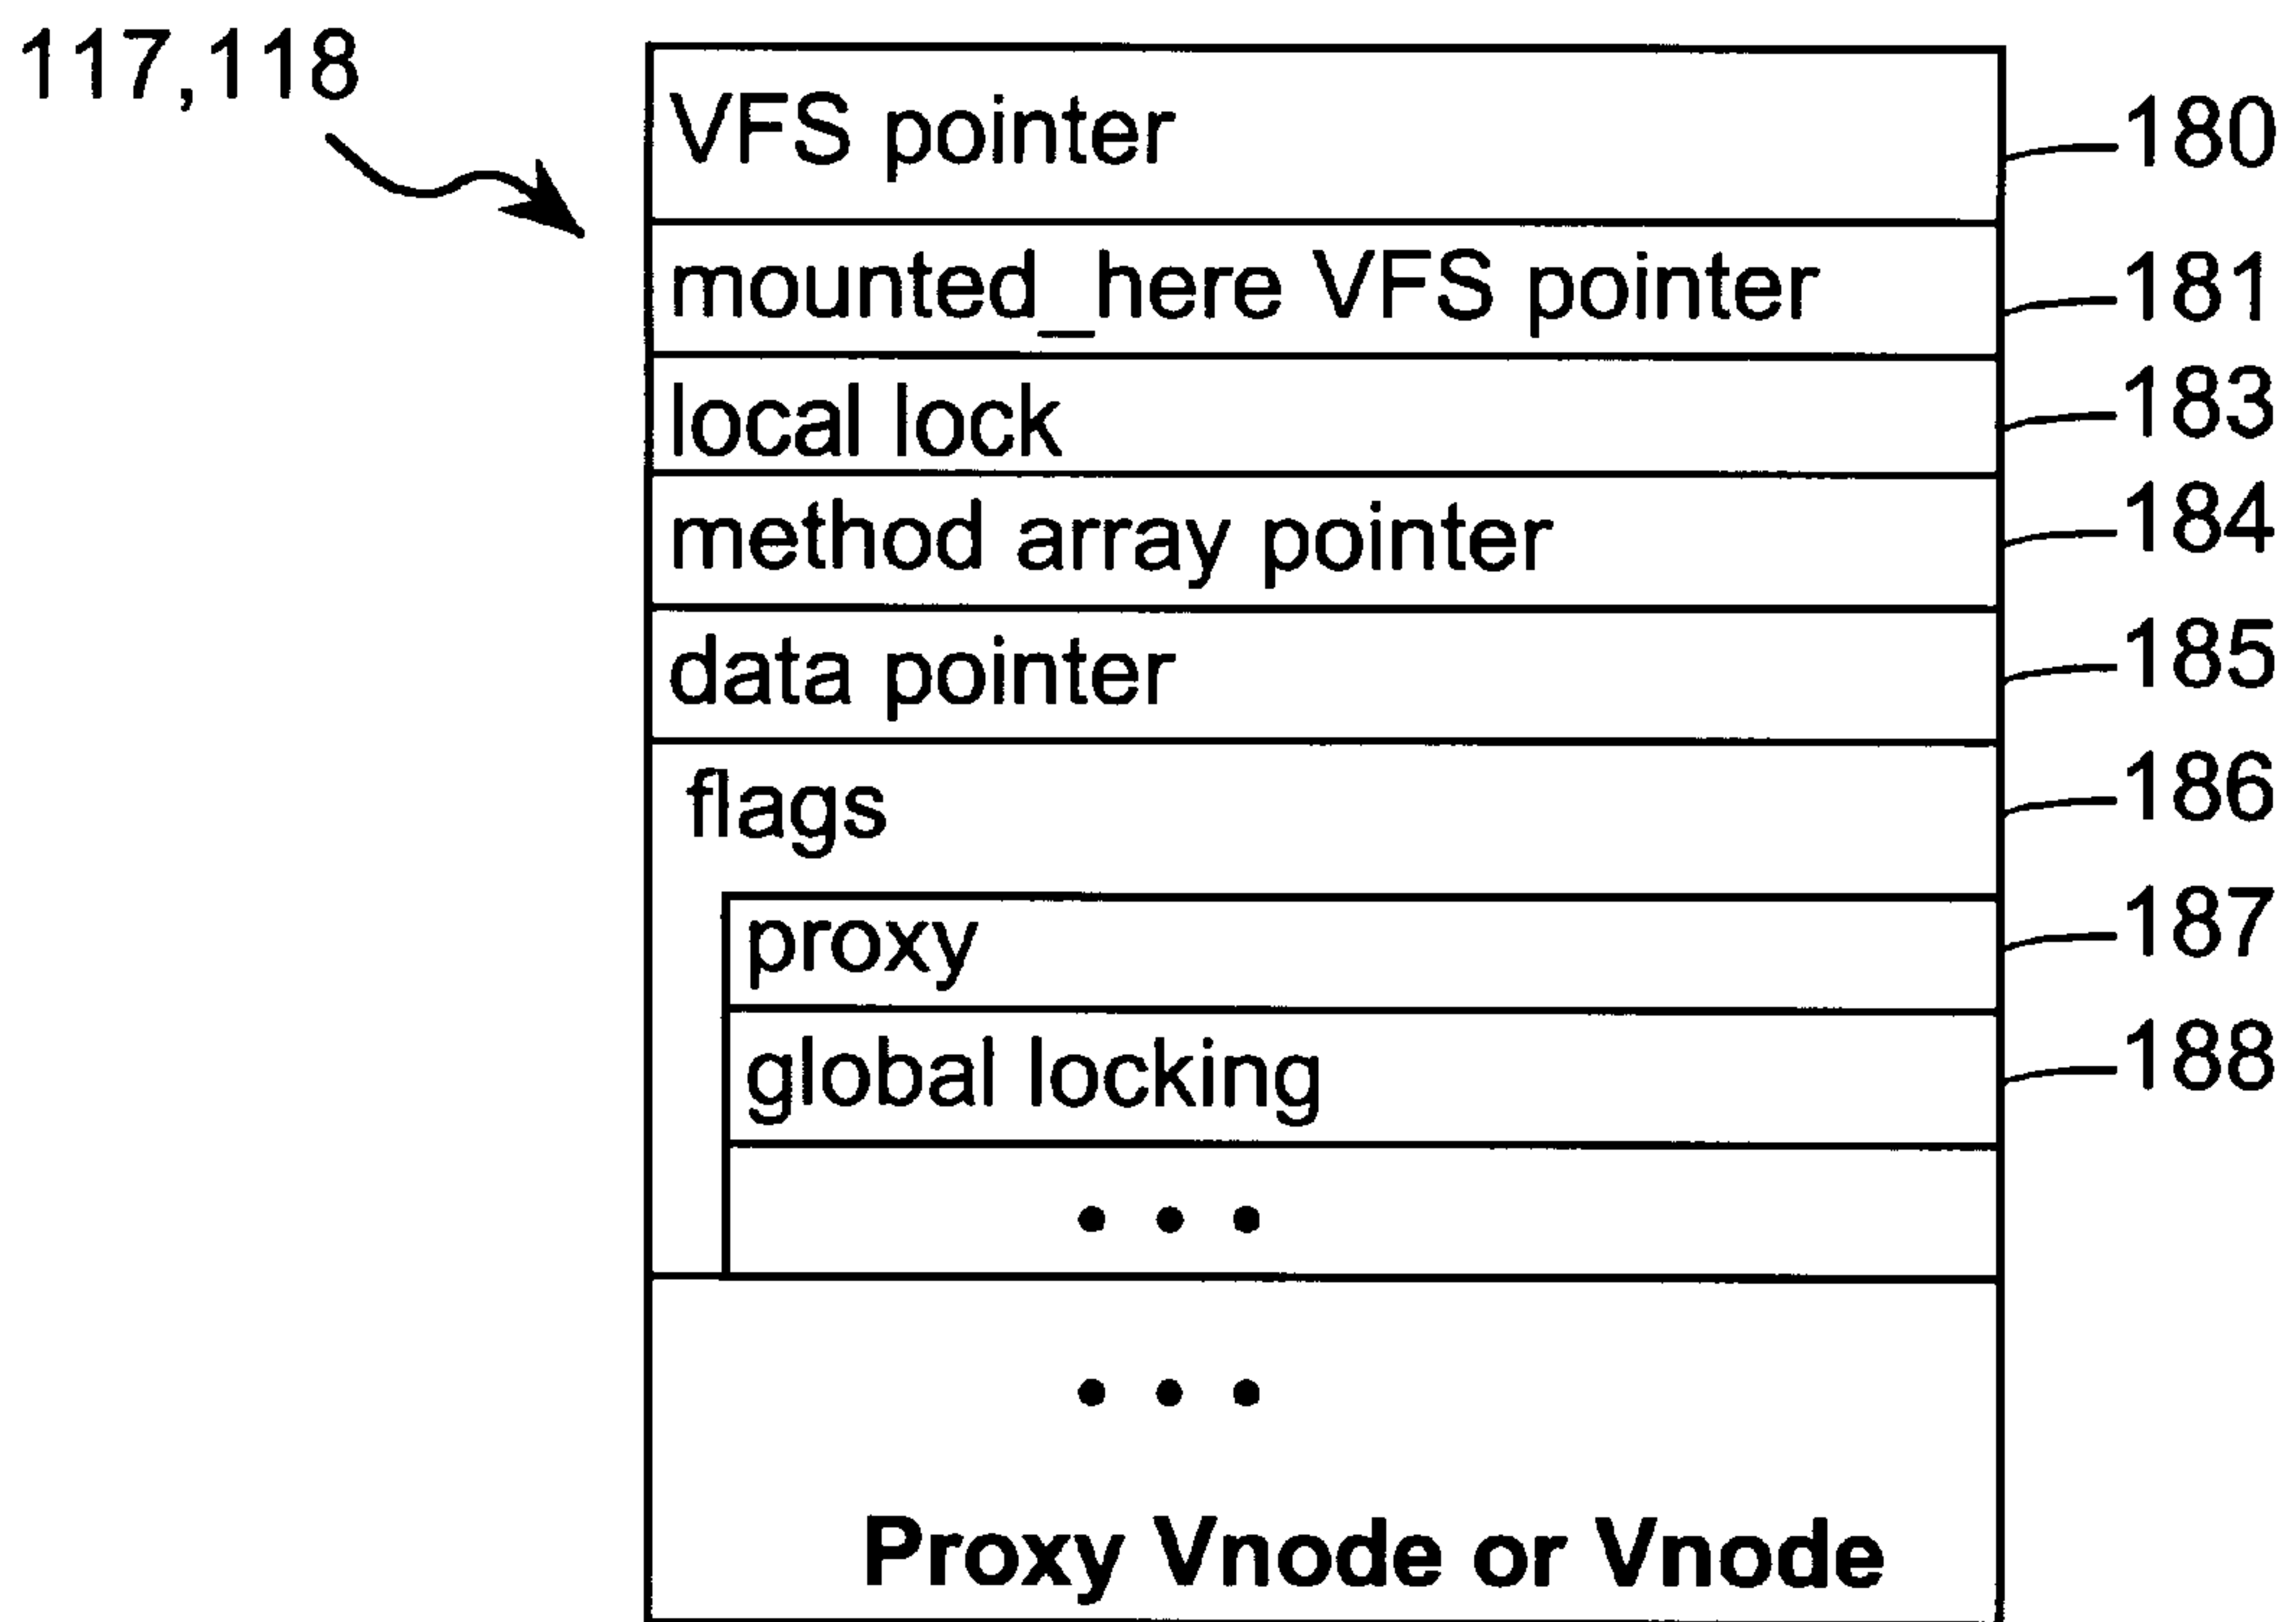 117,118
VFS pointer 180
mounted_here VFS pointer 181
local lock 183
method array pointer 184
data pointer 185
flags 186
proxy 187
global locking 188
• • •
• • •
Proxy Vnode or Vnode